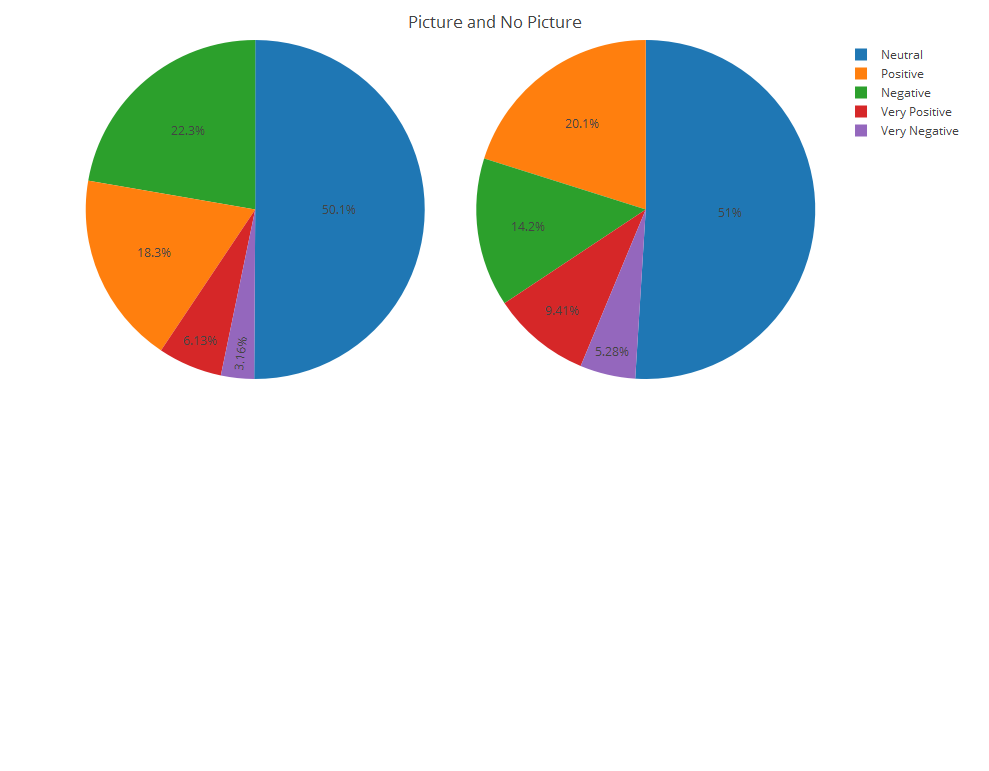 Picture and No Picture
Neutral
Positive
Negative
Very Positive
Very Negative
22.3%
50.1%
18.3%
6.13%
3.16%
20.1%
51%
14.2%
9.41%
5.28%